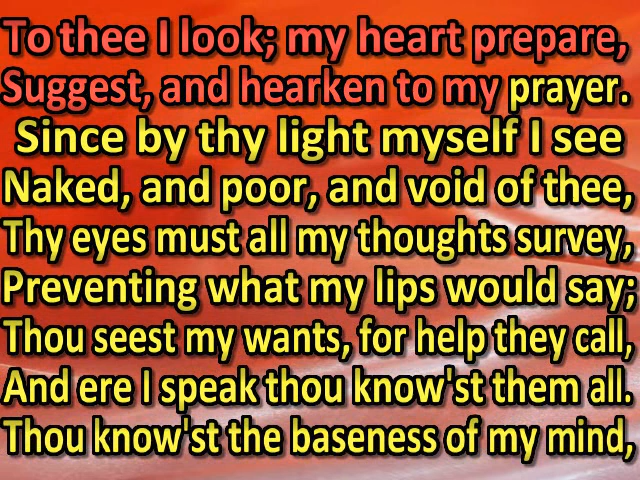 To thee I look; my heart prepare,
Suggest, and hearken to my prayer.
Since by thy light myself I see
Naked, and poor, and void of thee,
Thy eyes must all my thoughts survey,
Preventing what my lips would say;
Thou seest my wants, for help they call,
And ere I speak thou know'st them all.
Thou know'st the baseness of my mind,